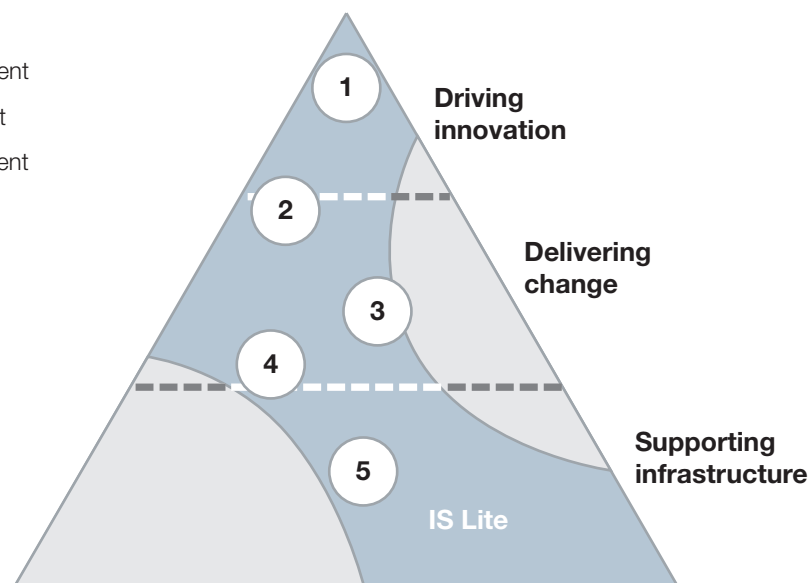 1
Driving
innovation
2
Delivering
change
3
4
Supporting
infrastructure
5
IS Lite